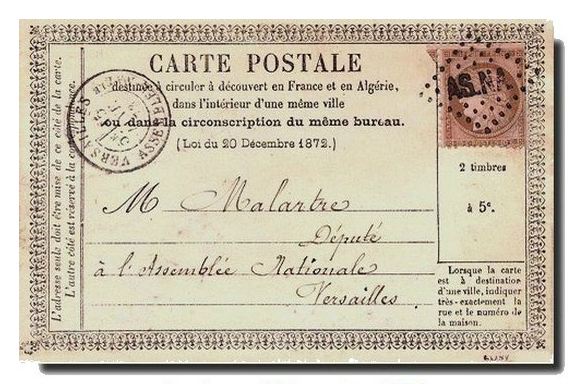 CARTE POSTALE
destinée à circuler à découvert en France et en Algérie,
dans l'intérieur d'une même ville
ou dans la circonscription du même bureau.
(Loi du 20 Décembre 1872.)
AS.NA
2 timbres
à 5c.
VERSAILLES
L'adresse seule doit être mise de ce côté de la carte.
L'autre côté est réservé à la correspondance.
M Malartre
Député
à l'Assemblée Nationale
Versailles
Lorsque la carte
est à destination
d'une ville, indiquer
très-exactement la
rue et le numéro de
la maison.